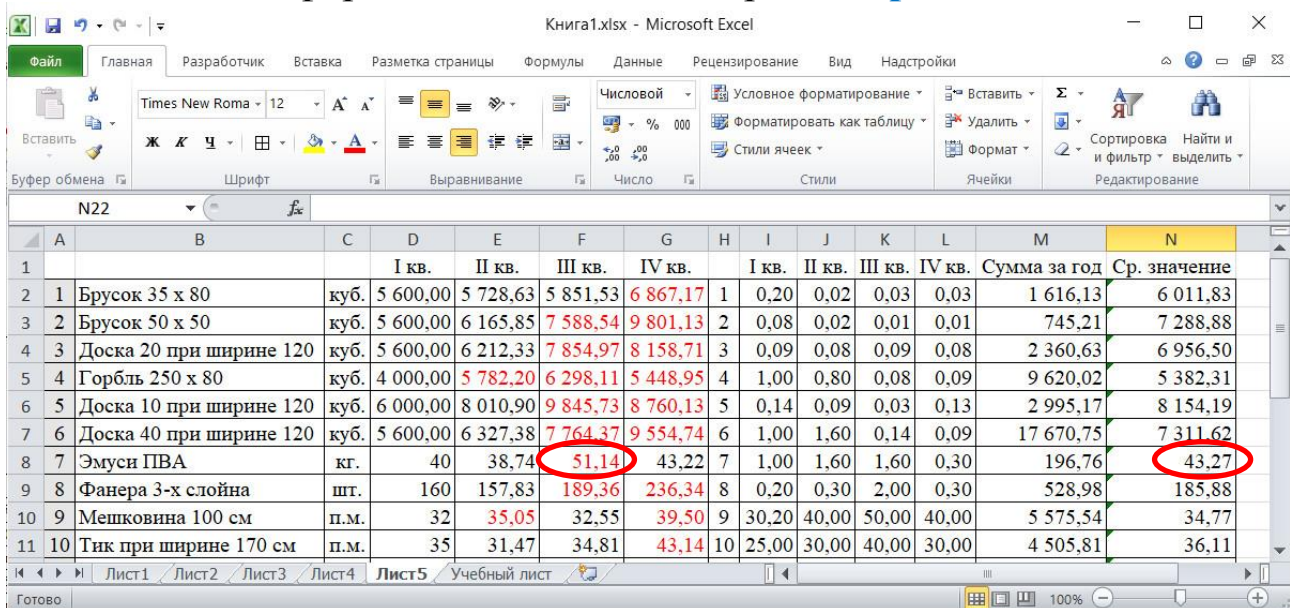 Книга1.xlsx - Microsoft Excel
Файл Главная Разработчик Вставка Разметка страницы Формулы Данные Рецензирование Вид Надстройки
Вставить
Times New Roma 12
Ж К Ч
Числовой
% 000
Условное форматирование
Форматировать как таблицу
Стили ячеек
Вставить
Удалить
Формат
Σ
Сортировка и фильтр
Найти и выделить
Буфер обмена Шрифт Выравнивание Число Стили Ячейки Редактирование
N22 fx
A B C D E F G H I J K L M N
1 I кв. II кв. III кв. IV кв. I кв. II кв. III кв. IV кв. Сумма за год Ср. значение
2 1 Брусок 35 х 80 куб. 5 600,00 5 728,63 5 851,53 6 867,17 1 0,20 0,02 0,03 0,03 1 616,13 6 011,83
3 2 Брусок 50 х 50 куб. 5 600,00 6 165,85 7 588,54 9 801,13 2 0,08 0,02 0,01 0,01 745,21 7 288,88
4 3 Доска 20 при ширине 120 куб. 5 600,00 6 212,33 7 854,97 8 158,71 3 0,09 0,08 0,09 0,08 2 360,63 6 956,50
5 4 Горбль 250 х 80 куб. 4 000,00 5 782,20 6 298,11 5 448,95 4 1,00 0,80 0,08 0,09 9 620,02 5 382,31
6 5 Доска 10 при ширине 120 куб. 6 000,00 8 010,90 9 845,73 8 760,13 5 0,14 0,09 0,03 0,13 2 995,17 8 154,19
7 6 Доска 40 при ширине 120 куб. 5 600,00 6 327,38 7 764,37 9 554,74 6 1,00 1,60 0,14 0,09 17 670,75 7 311,62
8 7 Эмуси ПВА кг. 40 38,74 51,14 43,22 7 1,00 1,60 1,60 0,30 196,76 43,27
9 8 Фанера 3-х слойна шт. 160 157,83 189,36 236,34 8 0,20 0,30 2,00 0,30 528,98 185,88
10 9 Мешковина 100 см п.м. 32 35,05 32,55 39,50 9 30,20 40,00 50,00 40,00 5 575,54 34,77
11 10 Тик при ширине 170 см п.м. 35 31,47 34,81 43,14 10 25,00 30,00 40,00 30,00 4 505,81 36,11
Лист1 Лист2 Лист3 Лист4 Лист5 Учебный лист
Готово 100%